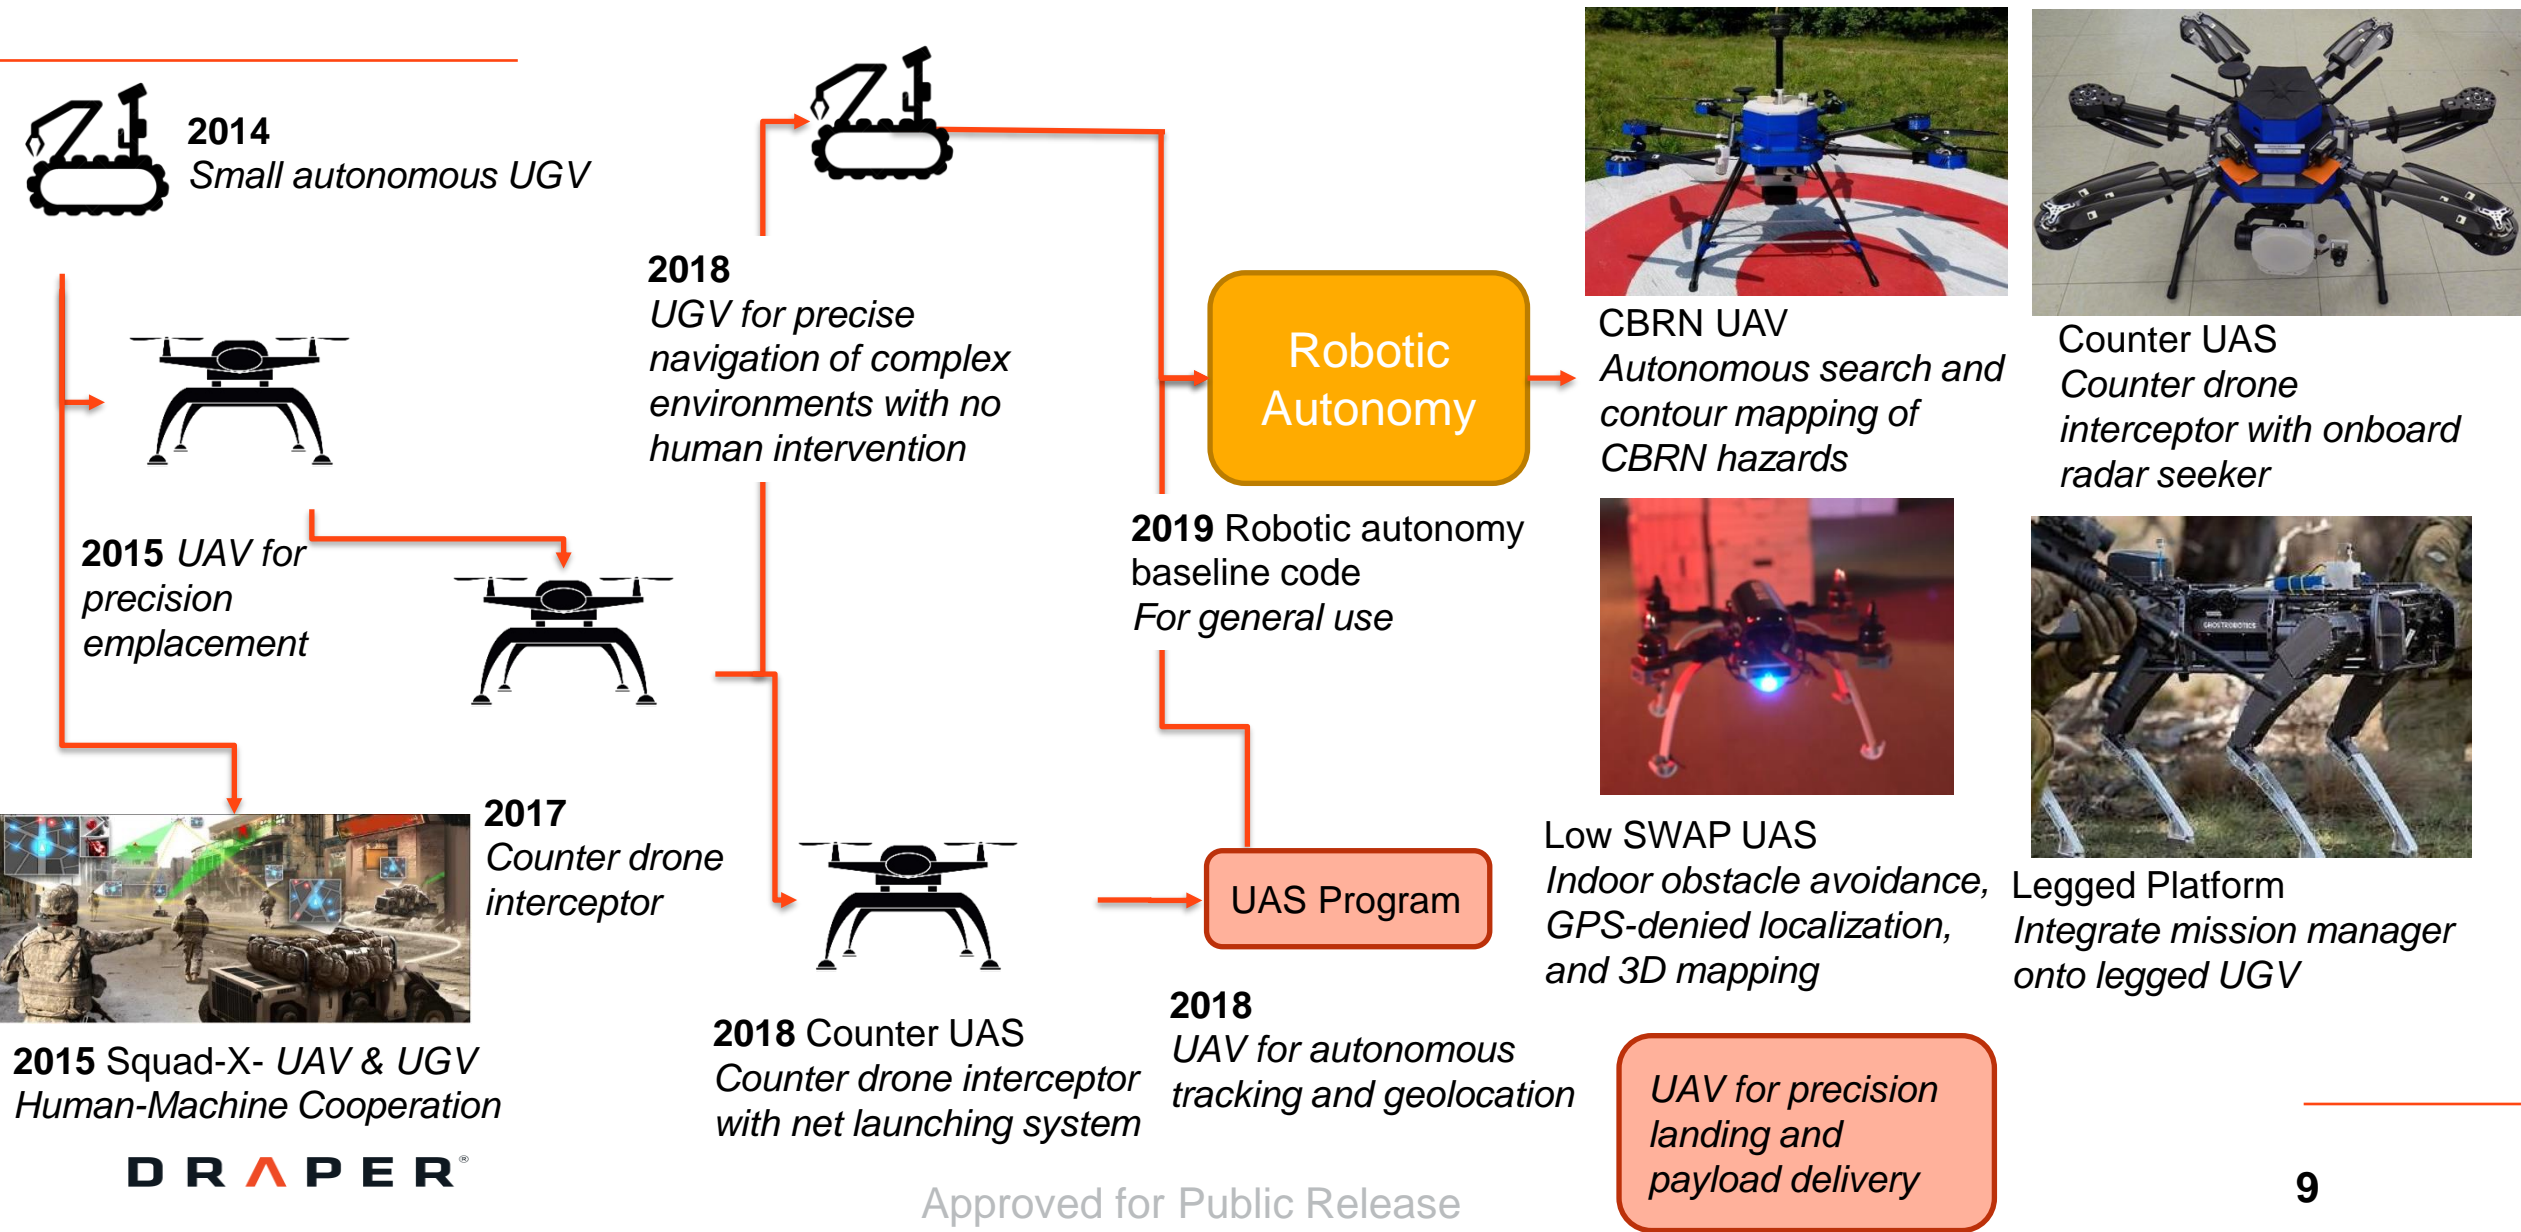 2014
Small autonomous UGV
2015 UAV for
precision
emplacement
2015 Squad-X- UAV & UGV
Human-Machine Cooperation
2017
Counter drone
interceptor
2018
UGV for precise
navigation of complex
environments with no
human intervention
2018 Counter UAS
Counter drone interceptor
with net launching system
UAS Program
2018
UAV for autonomous
tracking and geolocation
Robotic
Autonomy
2019 Robotic autonomy
baseline code
For general use
CBRN UAV
Autonomous search and
contour mapping of
CBRN hazards
Counter UAS
Counter drone
interceptor with onboard
radar seeker
Low SWAP UAS
Indoor obstacle avoidance,
GPS-denied localization,
and 3D mapping
GHOST ROBOTICS
Legged Platform
Integrate mission manager
onto legged UGV
UAV for precision
landing and
payload delivery
DRAPER®
Approved for Public Release
9